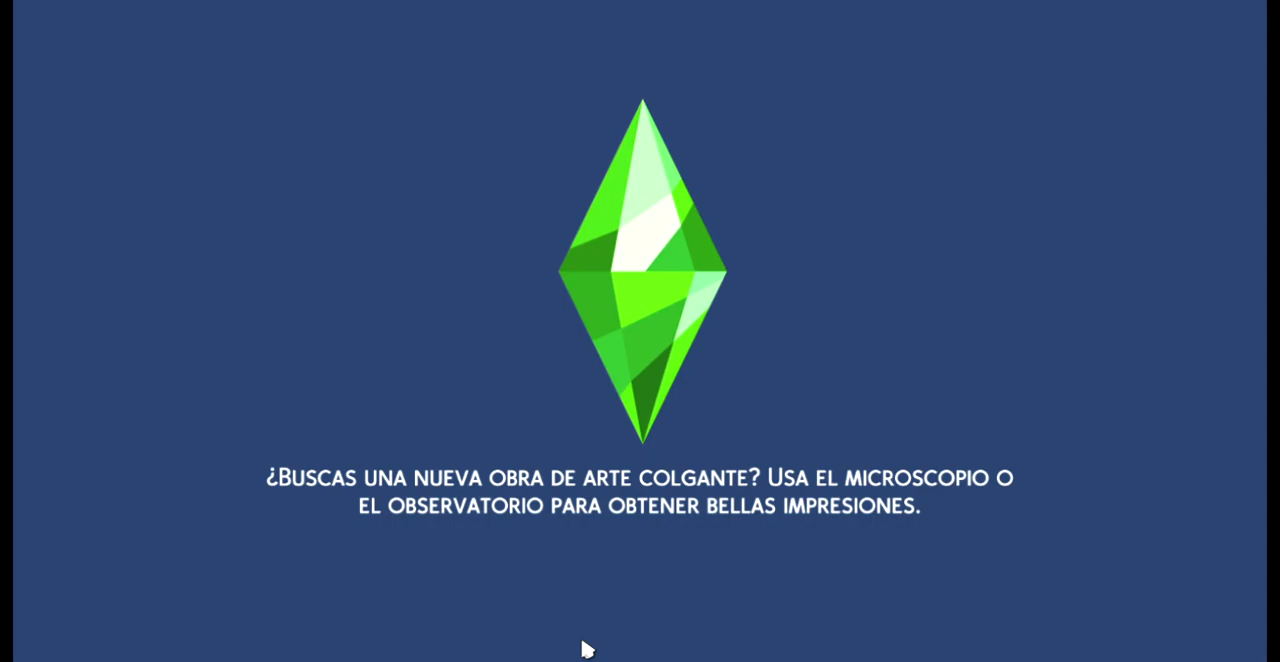 ¿Buscas una nueva obra de arte colgante? Usa el microscopio o
el observatorio para obtener bellas impresiones.